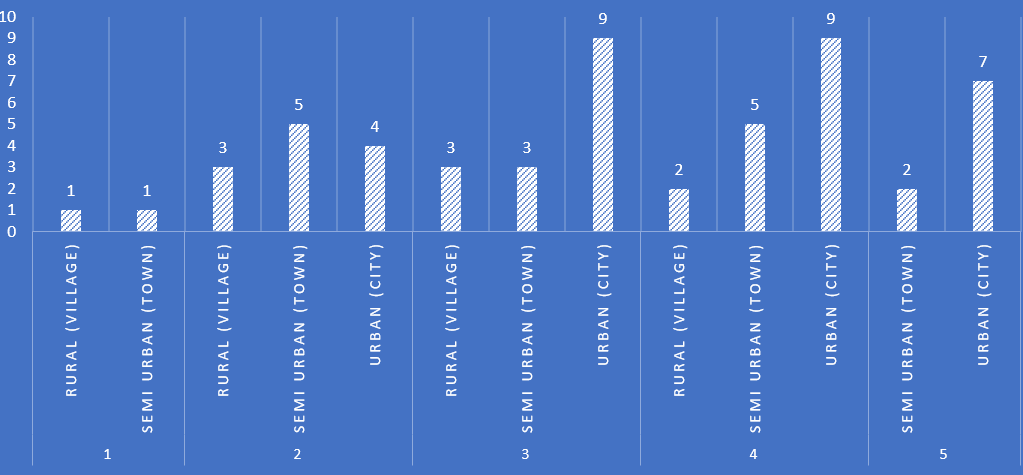 10
9
8
7
6
5
4
3
2
1
0
1
1
3
5
4
3
3
9
2
5
9
2
7
RURAL (VILLAGE)
SEMI URBAN (TOWN)
RURAL (VILLAGE)
SEMI URBAN (TOWN)
URBAN (CITY)
RURAL (VILLAGE)
SEMI URBAN (TOWN)
URBAN (CITY)
RURAL (VILLAGE)
SEMI URBAN (TOWN)
URBAN (CITY)
SEMI URBAN (TOWN)
URBAN (CITY)
1
2
3
4
5